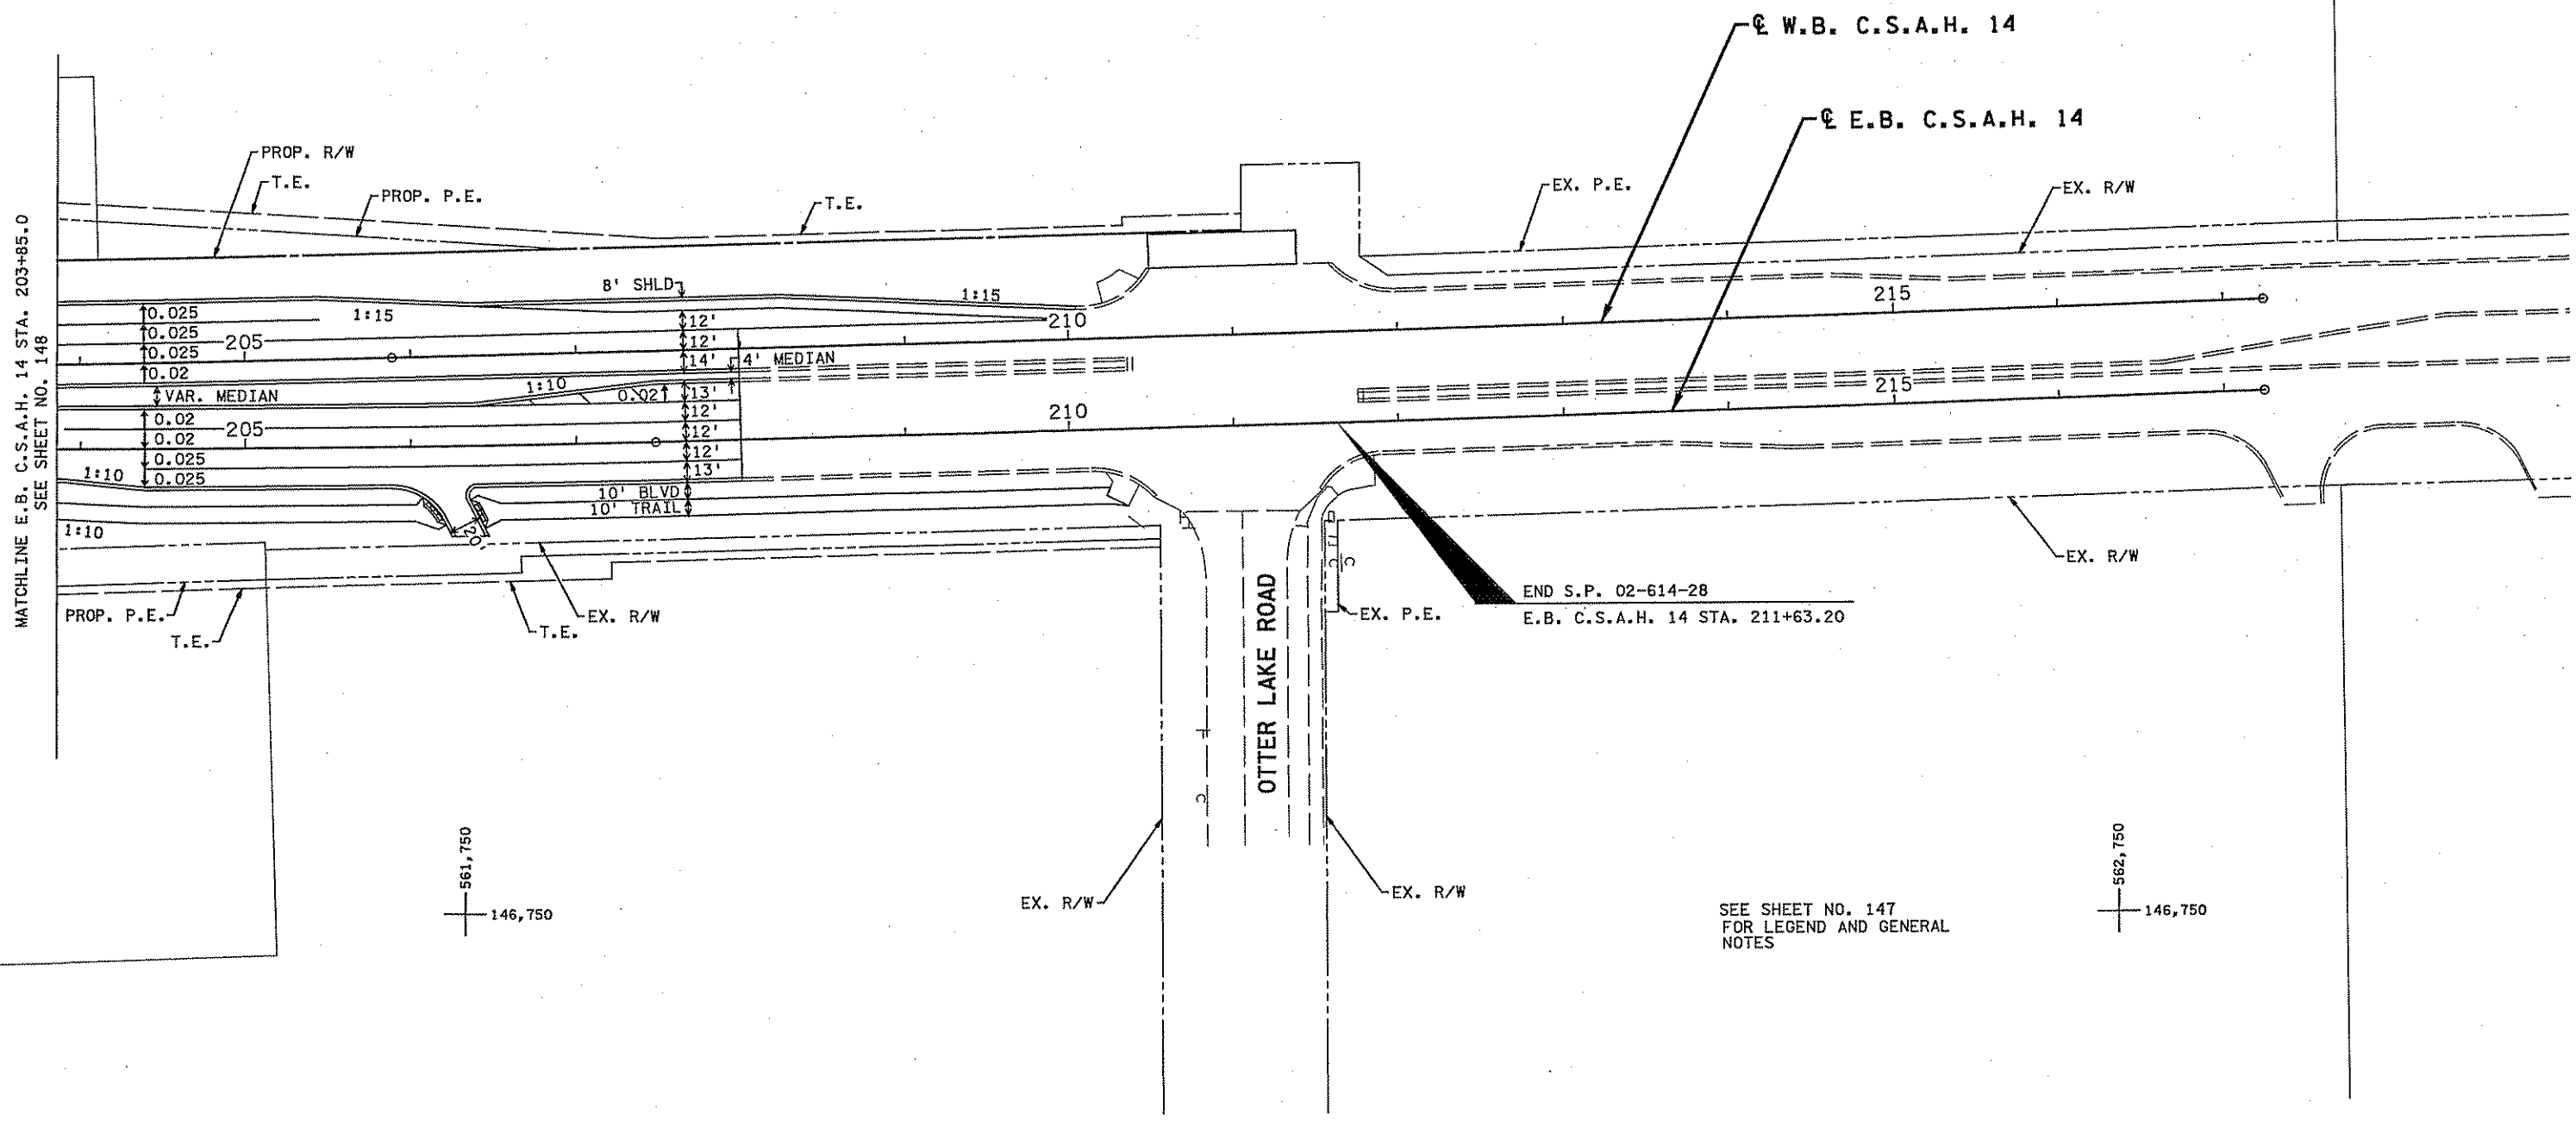 ℄ W.B. C.S.A.H. 14
℄ E.B. C.S.A.H. 14
PROP. R/W
T.E.
PROP. P.E.
T.E.
EX. P.E.
EX. R/W
MATCHLINE E.B. C.S.A.H. 14 STA. 203+85.0
SEE SHEET NO. 148
8' SHLD
1:15
0.025
1:15
0.025
205
0.025
0.02
12'
12'
14'
4' MEDIAN
210
215
VAR. MEDIAN
1:10
0.02
13'
12'
12'
12'
13'
0.02
0.02
205
0.025
0.025
210
215
1:10
1:10
10' BLVD
10' TRAIL
20'
PROP. P.E.
T.E.
T.E.
EX. R/W
OTTER LAKE ROAD
C
C
C
EX. P.E.
END S.P. 02-614-28
E.B. C.S.A.H. 14 STA. 211+63.20
EX. R/W
561,750
146,750
EX. R/W
EX. R/W
SEE SHEET NO. 147
FOR LEGEND AND GENERAL
NOTES
562,750
146,750